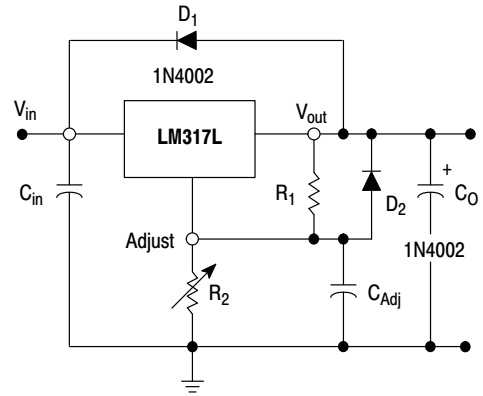 D1
1N4002
Vin
LM317L
Vout
Cin
R1
D2
+
CO
Adjust
1N4002
R2
CAdj